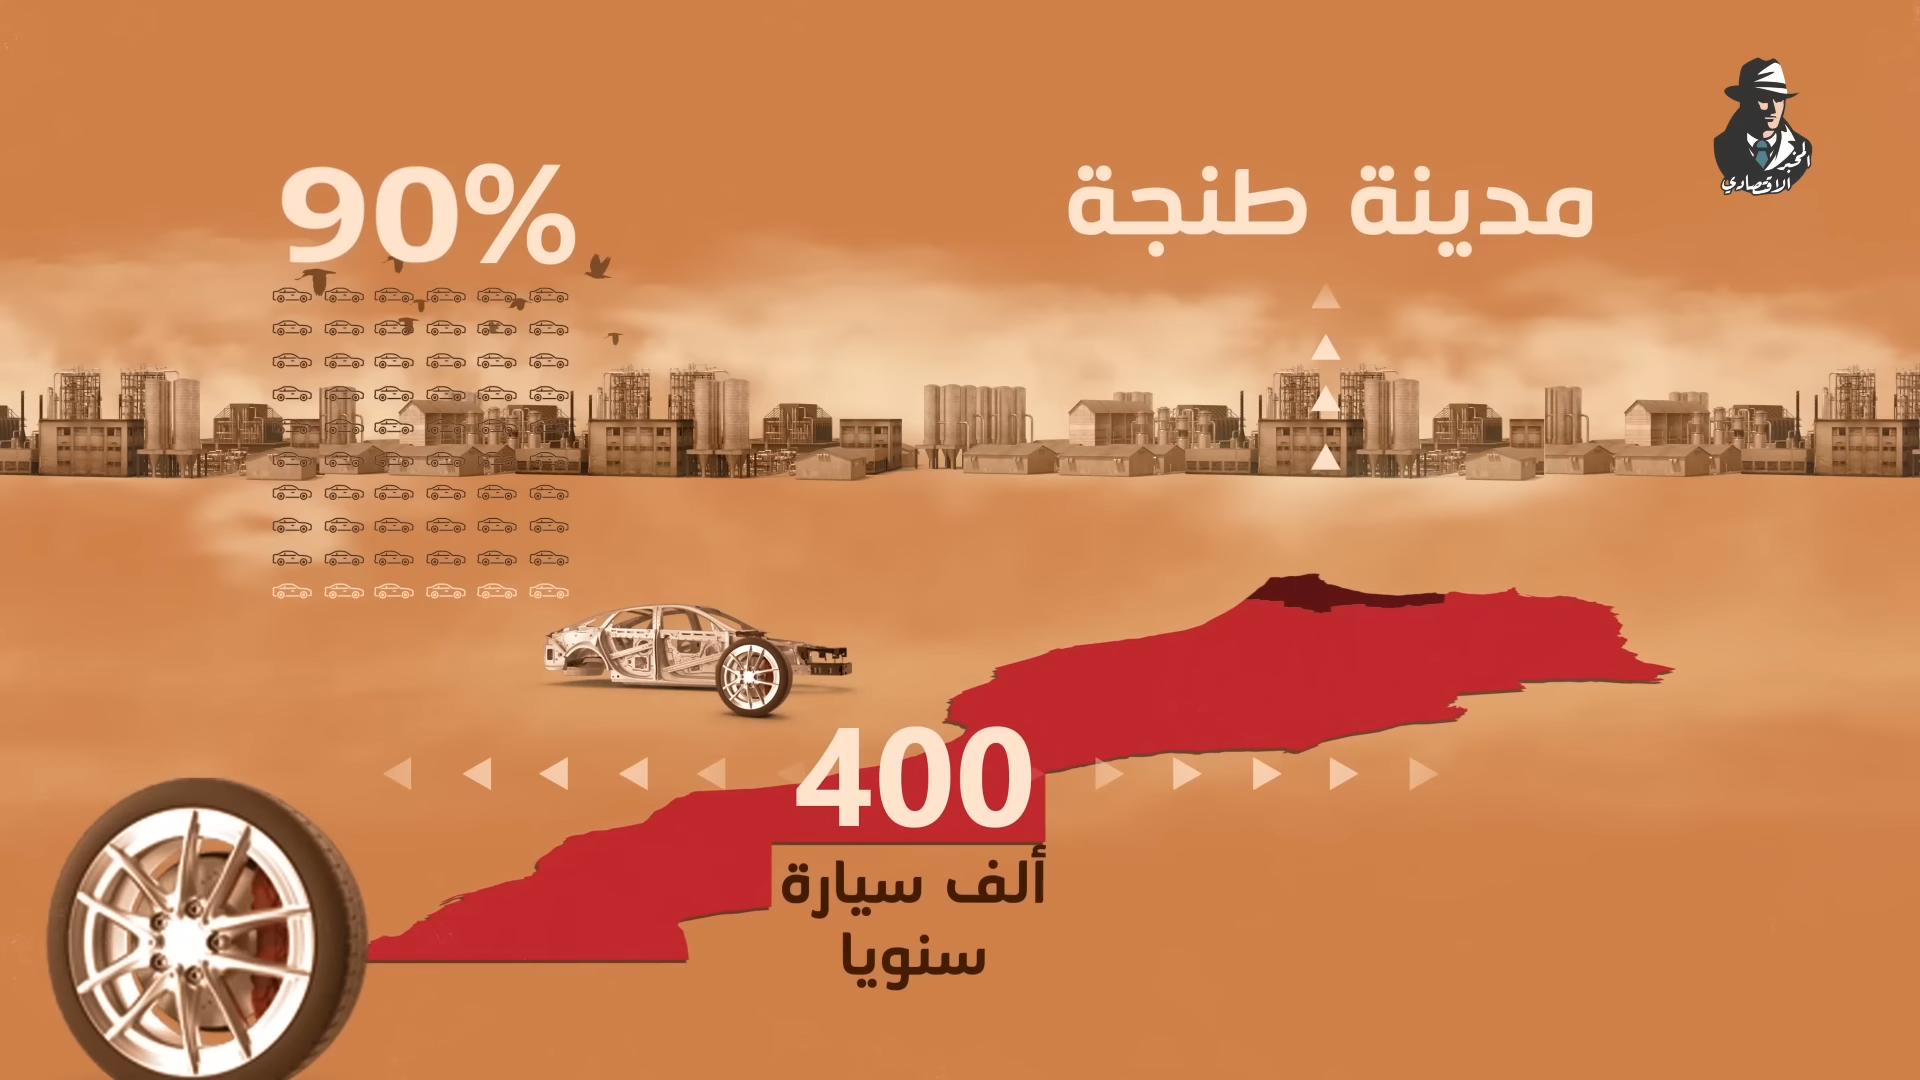 المخبر
الاقتصادي
مدينة طنجة
90%
400
ألف سيارة
سنويا